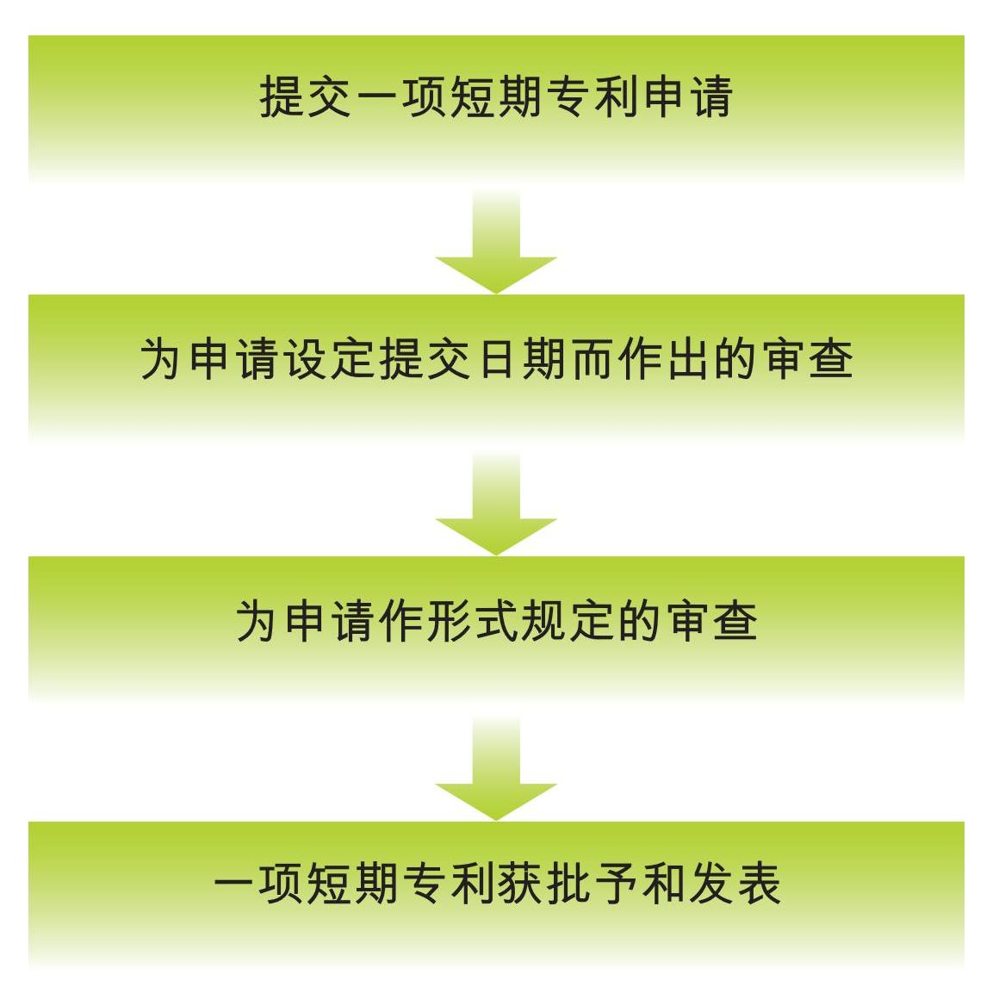 提交一项短期专利申请
为申请设定提交日期而作出的审查
为申请作形式规定的审查
一项短期专利获批予和发表